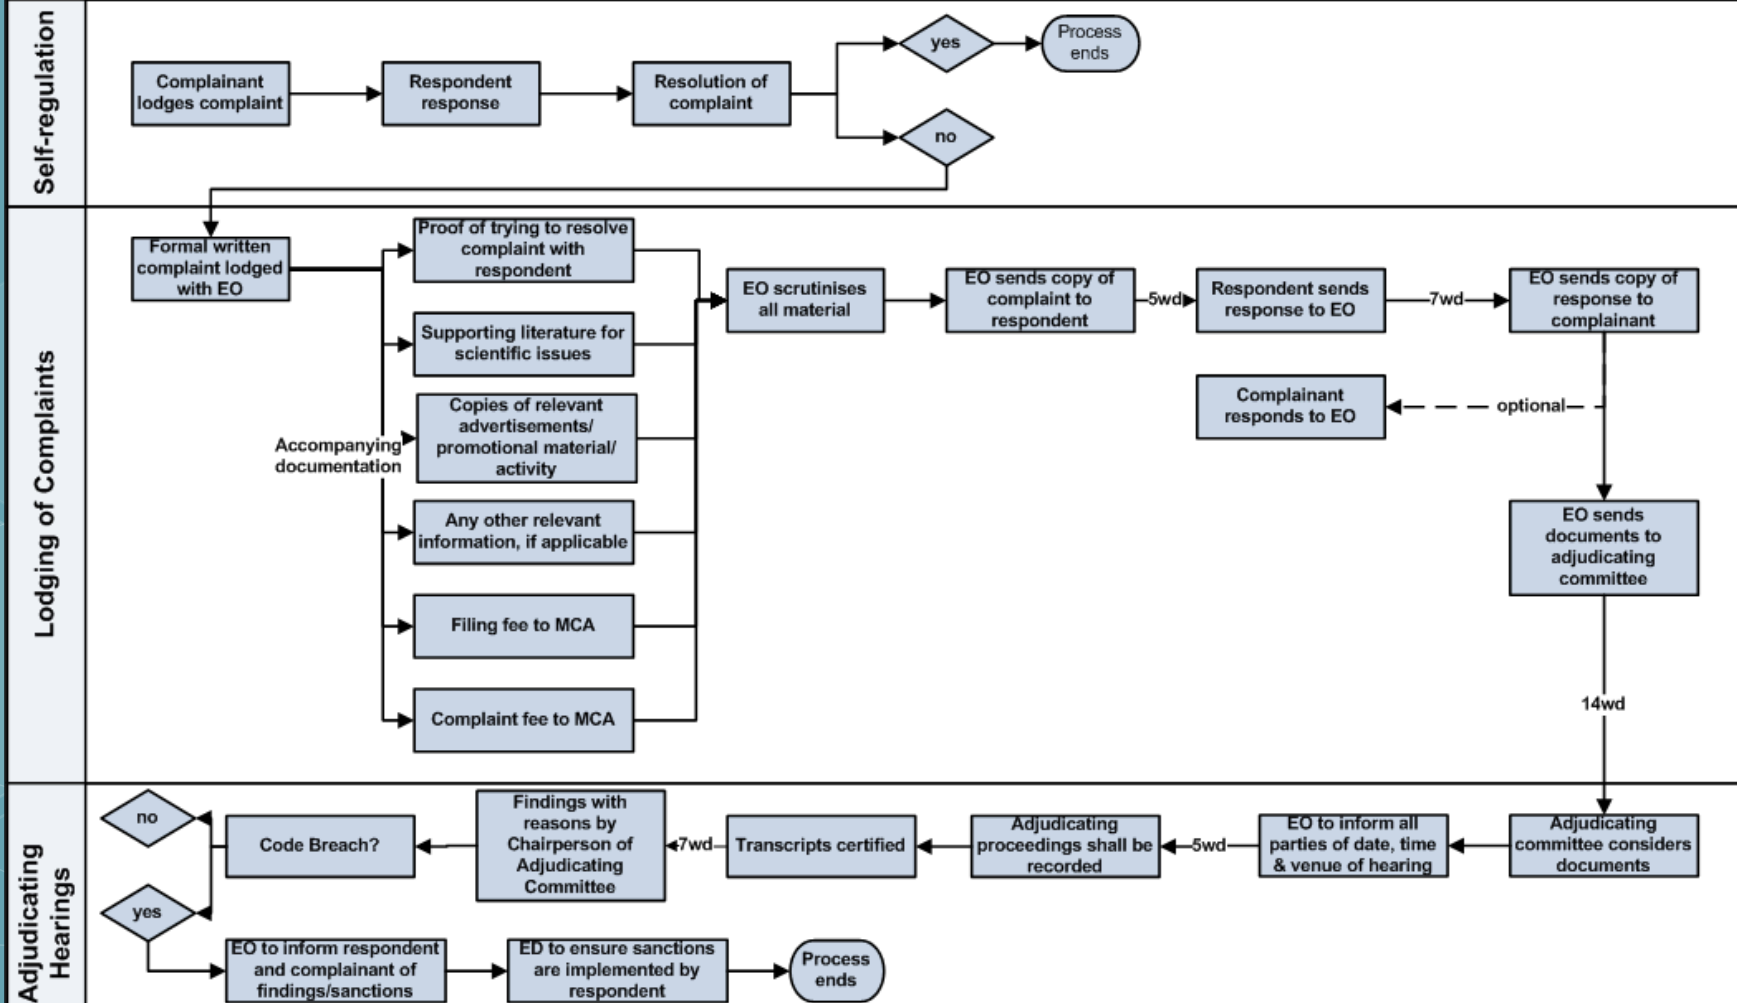 Self-regulation
Complainant
lodges complaint
Respondent
response
Resolution of
complaint
yes
Process
ends
no
Lodging of Complaints
Formal written
complaint lodged
with EO
Accompanying
documentation
Proof of trying to resolve
complaint with
respondent
Supporting literature for
scientific issues
Copies of relevant
advertisements/
promotional material/
activity
Any other relevant
information, if applicable
Filing fee to MCA
Complaint fee to MCA
EO scrutinises
all material
EO sends copy of
complaint to
respondent
5wd
Respondent sends
response to EO
7wd
EO sends copy of
response to
complainant
Complainant
responds to EO
optional
EO sends
documents to
adjudicating
committee
14wd
Adjudicating
Hearings
Adjudicating
committee considers
documents
EO to inform all
parties of date, time
& venue of hearing
5wd
Adjudicating
proceedings shall be
recorded
Transcripts certified
7wd
Findings with
reasons by
Chairperson of
Adjudicating
Committee
Code Breach?
no
yes
EO to inform respondent
and complainant of
findings/sanctions
ED to ensure sanctions
are implemented by
respondent
Process
ends